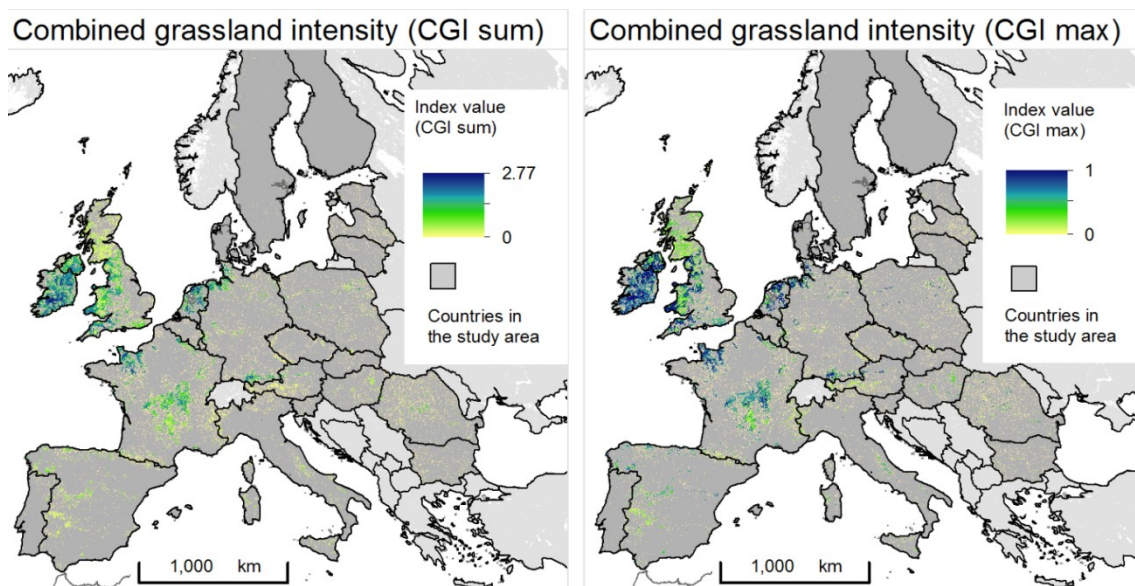 Combined grassland intensity (CGI sum)
Index value
(CGI sum)
2.77
0
Countries in
the study area
1,000 km
Combined grassland intensity (CGI max)
Index value
(CGI max)
1
0
Countries in
the study area
1,000 km